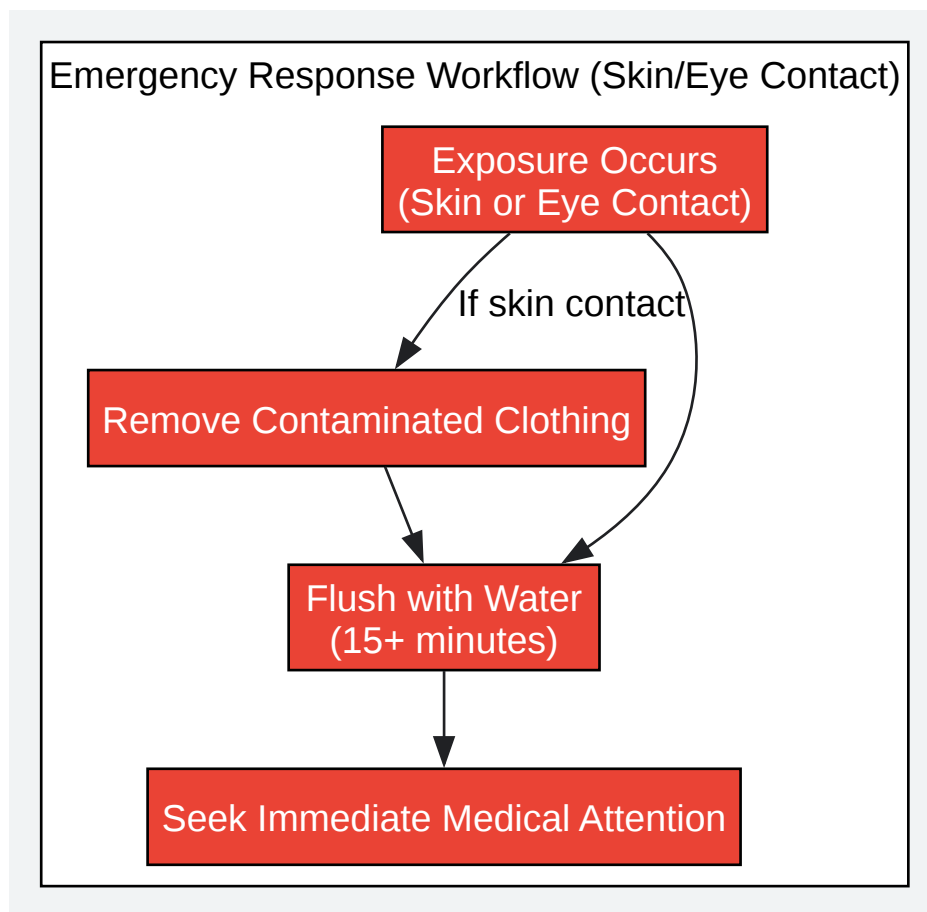 Emergency Response Workflow (Skin/Eye Contact)
Exposure Occurs
(Skin or Eye Contact)
If skin contact
Remove Contaminated Clothing
Flush with Water
(15+ minutes)
Seek Immediate Medical Attention